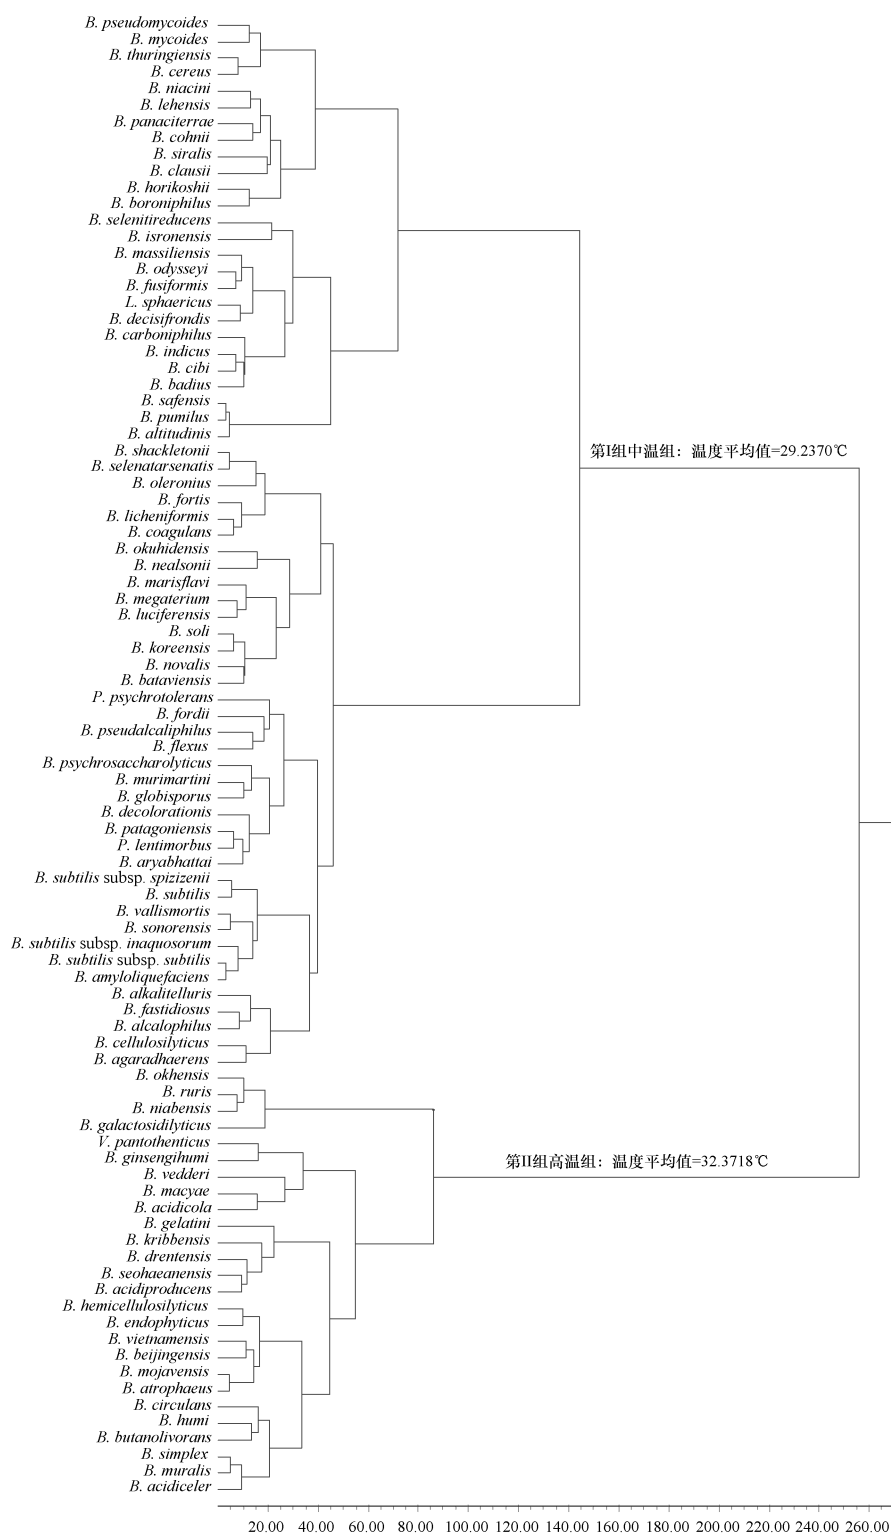 B. pseudomycoides
B. mycoides
B. thuringiensis
B. cereus
B. niacini
B. lehensis
B. panaciterrae
B. cohnii
B. siralis
B. clausii
B. horikoshii
B. boroniphilus
B. selenitireducens
B. isronensis
B. massiliensis
B. odysseyi
B. fusiformis
L. sphaericus
B. decisifrondis
B. carboniphilus
B. indicus
B. cibi
B. badius
B. safensis
B. pumilus
B. altitudinis
B. shackletonii
第I组中温组：温度平均值=29.2370℃
B. selenatarsenatis
B. oleronius
B. fortis
B. licheniformis
B. coagulans
B. okuhidensis
B. nealsonii
B. marisflavi
B. megaterium
B. luciferensis
B. soli
B. koreensis
B. novalis
B. bataviensis
P. psychrotolerans
B. fordii
B. pseudalcaliphilus
B. flexus
B. psychrosaccharolyticus
B. murimartini
B. globisporus
B. decolorationis
B. patagoniensis
P. lentimorbus
B. aryabhattai
B. subtilis subsp. spizizenii
B. subtilis
B. vallismortis
B. sonorensis
B. subtilis subsp. inaquosorum
B. subtilis subsp. subtilis
B. amyloliquefaciens
B. alkalitelluris
B. fastidiosus
B. alcalophilus
B. cellulosilyticus
B. agaradhaerens
B. okhensis
B. ruris
B. niabensis
B. galactosidilyticus
V. pantothenticus
B. ginsengihumi
第II组高温组：温度平均值=32.3718℃
B. vedderi
B. macyae
B. acidicola
B. gelatini
B. kribbensis
B. drentensis
B. seohaeanensis
B. acidiproducens
B. hemicellulosilyticus
B. endophyticus
B. vietnamensis
B. beijingensis
B. mojavensis
B. atrophaeus
B. circulans
B. humi
B. butanolivorans
B. simplex
B. muralis
B. acidiceler
20.00 40.00 60.00 80.00 100.00 120.00 140.00 160.00 180.00 200.00 220.00 240.00 260.00